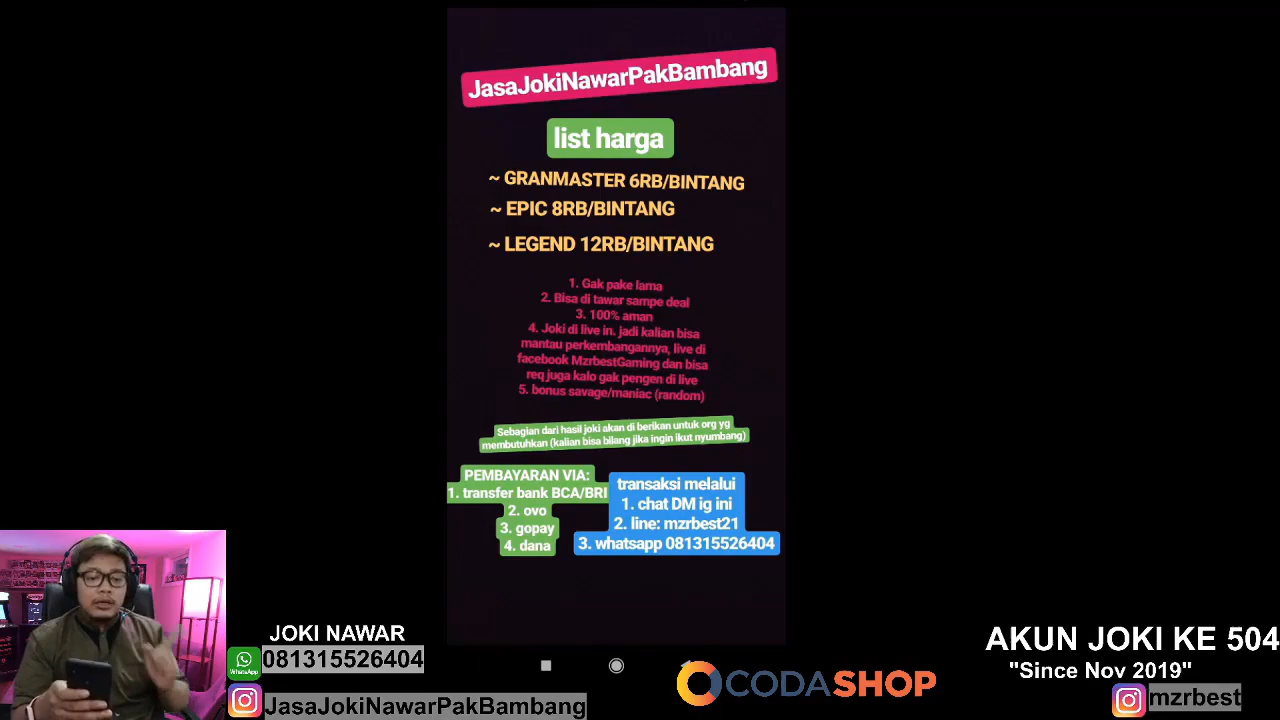 JasaJokiNawarPakBambang
list harga
~ GRANMASTER 6RB/BINTANG
~ EPIC 8RB/BINTANG
~ LEGEND 12RB/BINTANG
1. Gak pake lama
2. Bisa di tawar sampe deal
3. 100% aman
4. Joki di live in. jadi kalian bisa
mantau perkembangannya, live di
facebook MzrbestGaming dan bisa
req juga kalo gak pengen di live
5. bonus savage/maniac (random)
Sebagian dari hasil joki akan di berikan untuk org yg
membutuhkan (kalian bisa bilang jika ingin ikut nyumbang)
PEMBAYARAN VIA:
1. transfer bank BCA/BRI
2. ovo
3. gopay
4. dana
transaksi melalui
1. chat DM ig ini
2. line: mzrbest21
3. whatsapp 081315526404
JOKI NAWAR
WhatsApp
081315526404
JasaJokiNawarPakBambang
CODASHOP
AKUN JOKI KE 504
"Since Nov 2019"
mzrbest